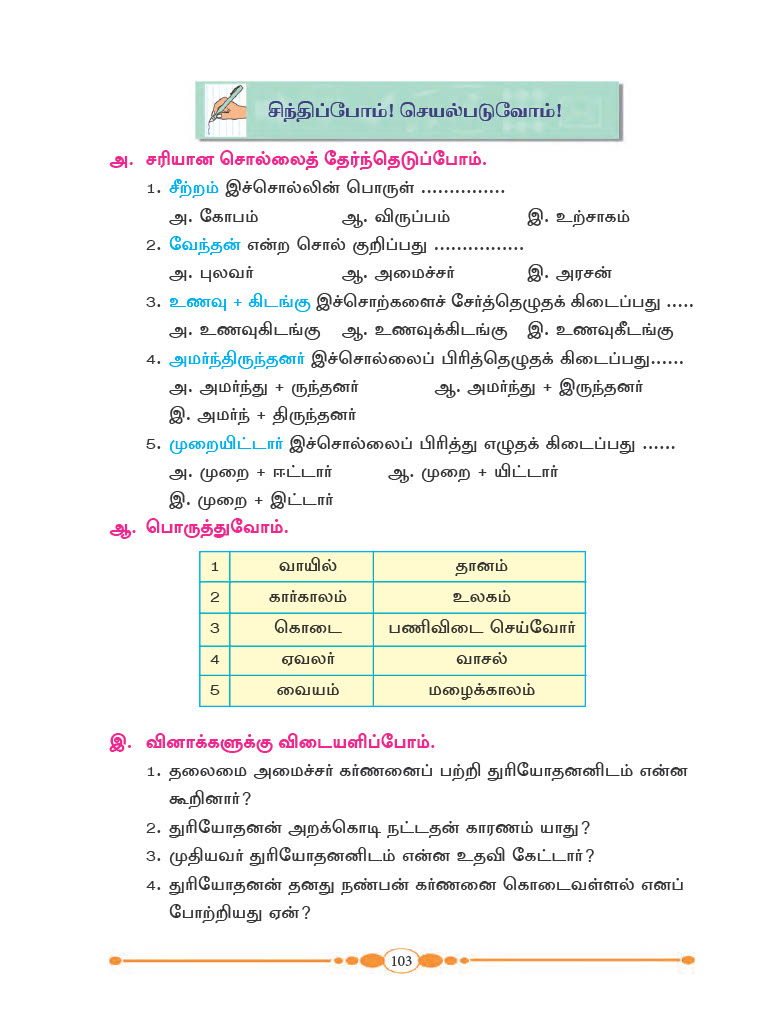 சிந்திப்போம்! செயல்படுவோம்!
அ. சரியான சொல்லைத் தேர்ந்தெடுப்போம்.
1. சீற்றம் இச்சொல்லின் பொருள் ...............
அ. கோபம் ஆ. விருப்பம் இ. உற்சாகம்
2. வேந்தன் என்ற சொல் குறிப்பது ................
அ. புலவர் ஆ. அமைச்சர் இ. அரசன்
3. உணவு + கிடங்கு இச்சொற்களைச் சேர்த்தெழுதக் கிடைப்பது .....
அ. உணவுகிடங்கு ஆ. உணவுக்கிடங்கு இ. உணவுகீடங்கு
4. அமர்ந்திருந்தனர் இச்சொல்லைப் பிரித்தெழுதக் கிடைப்பது......
அ. அமர்ந்து + ருந்தனர் ஆ. அமர்ந்து + இருந்தனர்
இ. அமர்ந் + திருந்தனர்
5. முறையிட்டார் இச்சொல்லைப் பிரித்து எழுதக் கிடைப்பது ......
அ. முறை + ஈட்டார் ஆ. முறை + யிட்டார்
இ. முறை + இட்டார்
ஆ. பொருத்துவோம்.
1 வாயில் தானம்
2 கார்காலம் உலகம்
3 கொடை பணிவிடை செய்வோர்
4 ஏவலர் வாசல்
5 வையம் மழைக்காலம்
இ. வினாக்களுக்கு விடையளிப்போம்.
1. தலைமை அமைச்சர் கர்ணனைப் பற்றி துரியோதனனிடம் என்ன
கூறினார்?
2. துரியோதனன் அறக்கொடி நட்டதன் காரணம் யாது?
3. முதியவர் துரியோதனனிடம் என்ன உதவி கேட்டார்?
4. துரியோதனன் தனது நண்பன் கர்ணனை கொடைவள்ளல் எனப்
போற்றியது ஏன்?
103